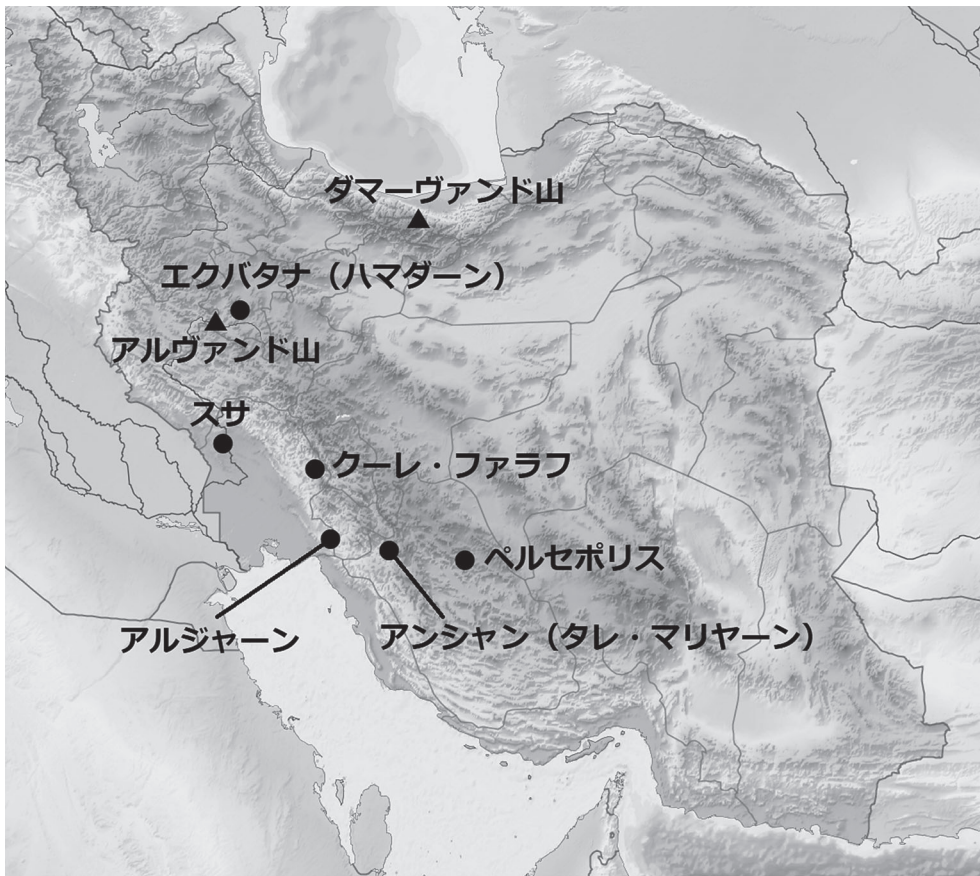 ダマーヴァンド山
エクバタナ（ハマダーン）
アルヴァンド山
スサ
クーレ・ファラフ
ペルセポリス
アルジャーン
アンシャン（タレ・マリヤーン）